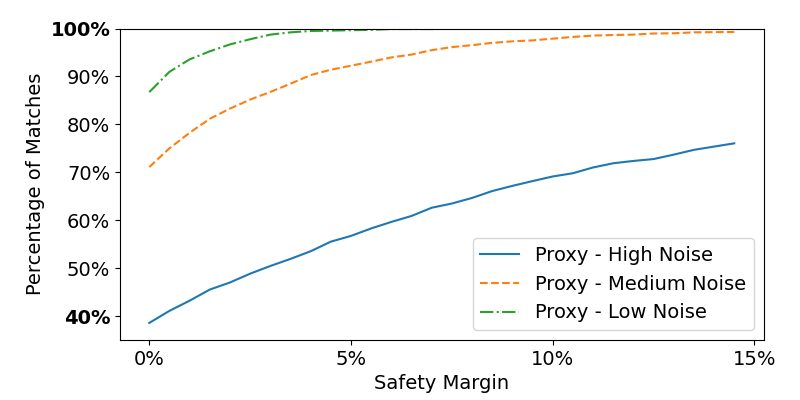 100%
90%
80%
70%
60%
50%
40%
Percentage of Matches
Proxy - High Noise
Proxy - Medium Noise
Proxy - Low Noise
0%
5%
10%
15%
Safety Margin